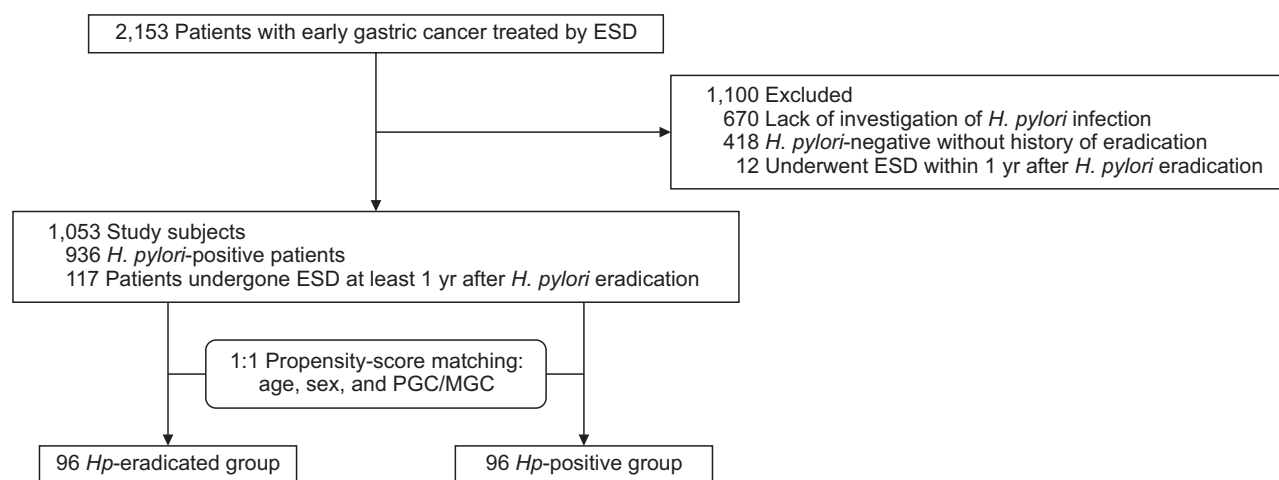 2,153 Patients with early gastric cancer treated by ESD
1,100 Excluded
670 Lack of investigation of H. pylori infection
418 H. pylori-negative without history of eradication
12 Underwent ESD within 1 yr after H. pylori eradication
1,053 Study subjects
936 H. pylori-positive patients
117 Patients undergone ESD at least 1 yr after H. pylori eradication
1:1 Propensity-score matching:
age, sex, and PGC/MGC
96 Hp-eradicated group
96 Hp-positive group